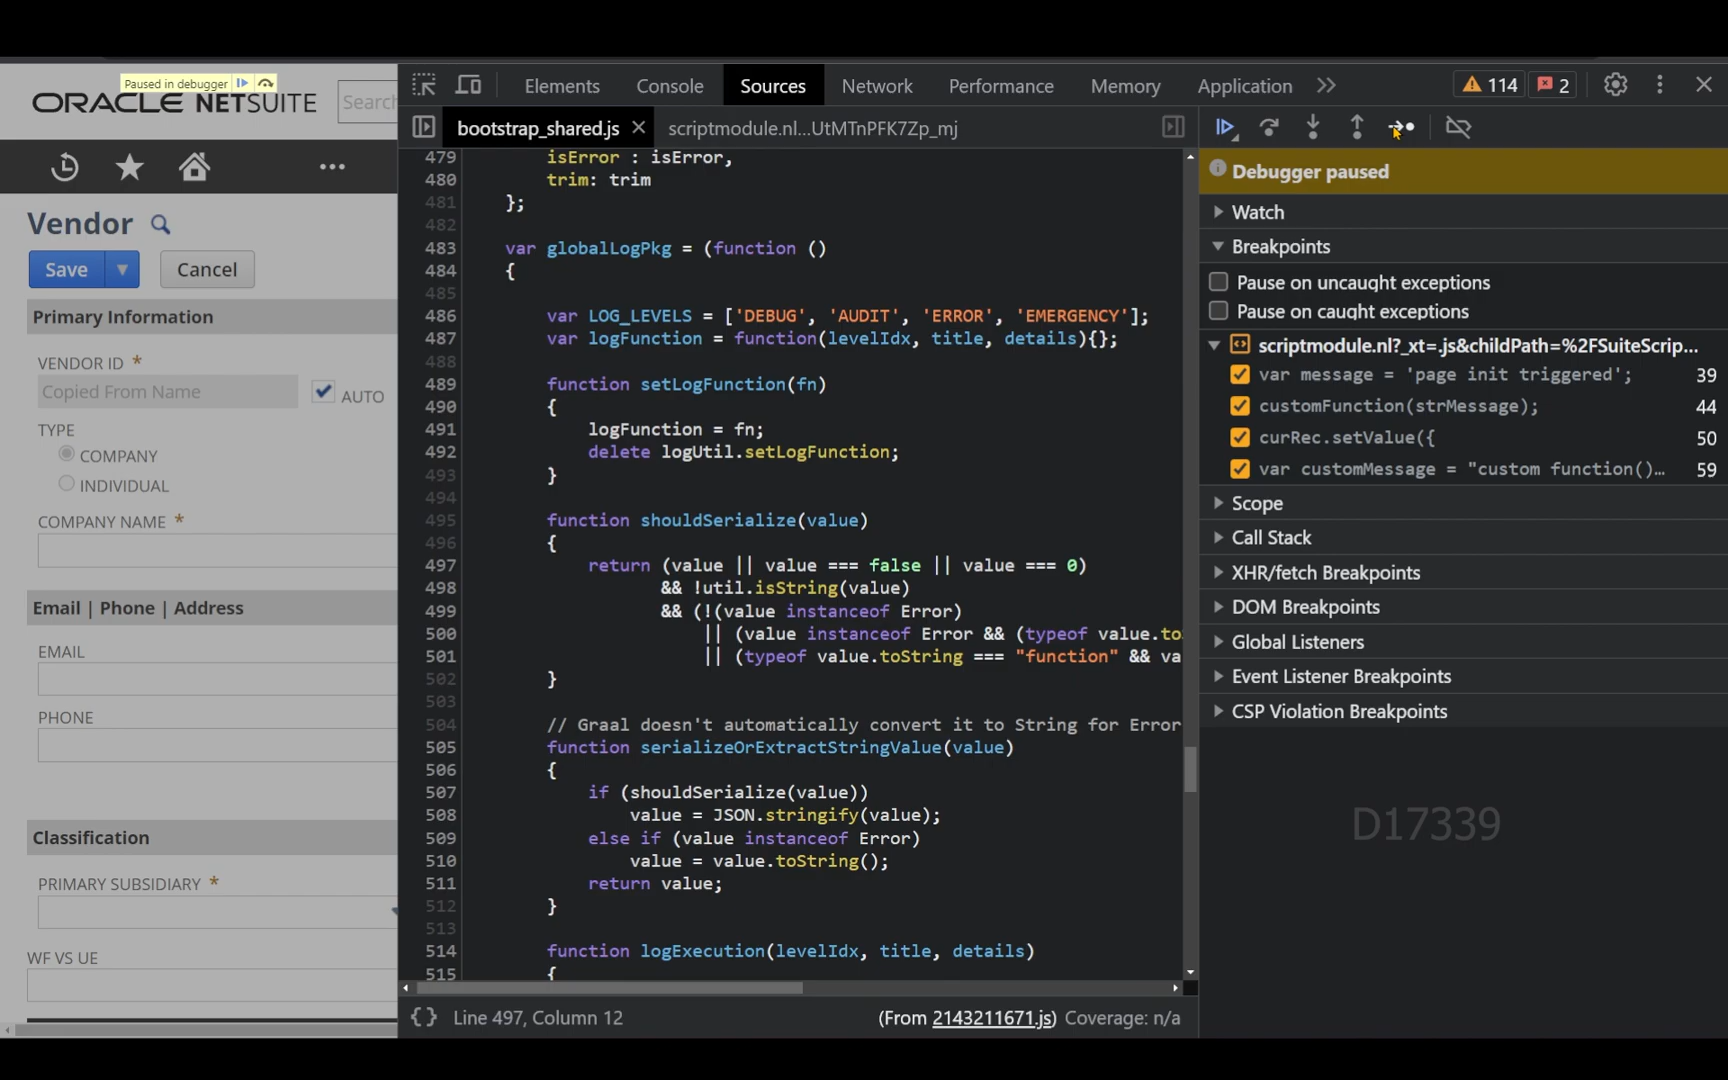 Paused in debugger
ORACLE NETSUITE
Search
Vendor
Save
Cancel
Primary Information
VENDOR ID *
Copied From Name
AUTO
TYPE
COMPANY
INDIVIDUAL
COMPANY NAME *
Email | Phone | Address
EMAIL
PHONE
Classification
PRIMARY SUBSIDIARY *
WF VS UE
Elements Console Sources Network Performance Memory Application 114 2
bootstrap_shared.js scriptmodule.nl...UtMTnPFK7Zp_mj
479 isError : isError,
480 trim: trim
481 };
482
483 var globalLogPkg = (function ()
484 {
485
486 var LOG_LEVELS = ['DEBUG', 'AUDIT', 'ERROR', 'EMERGENCY'];
487 var logFunction = function(levelIdx, title, details){};
488
489 function setLogFunction(fn)
490 {
491 logFunction = fn;
492 delete logUtil.setLogFunction;
493 }
494
495 function shouldSerialize(value)
496 {
497 return (value || value === false || value === 0)
498 && !util.isString(value)
499 && (!(value instanceof Error)
500 || (value instanceof Error && (typeof value.to
501 || (typeof value.toString === "function" && va
502 }
503
504 // Graal doesn't automatically convert it to String for Error
505 function serializeOrExtractStringValue(value)
506 {
507 if (shouldSerialize(value))
508 value = JSON.stringify(value);
509 else if (value instanceof Error)
510 value = value.toString();
511 return value;
512 }
513
514 function logExecution(levelIdx, title, details)
515 {
{} Line 497, Column 12 (From 2143211671.js) Coverage: n/a
Debugger paused
Watch
Breakpoints
Pause on uncaught exceptions
Pause on caught exceptions
scriptmodule.nl?_xt=.js&childPath=%2FSuiteScrip...
var message = 'page init triggered'; 39
customFunction(strMessage); 44
curRec.setValue({ 50
var customMessage = "custom function()... 59
Scope
Call Stack
XHR/fetch Breakpoints
DOM Breakpoints
Global Listeners
Event Listener Breakpoints
CSP Violation Breakpoints
D17339